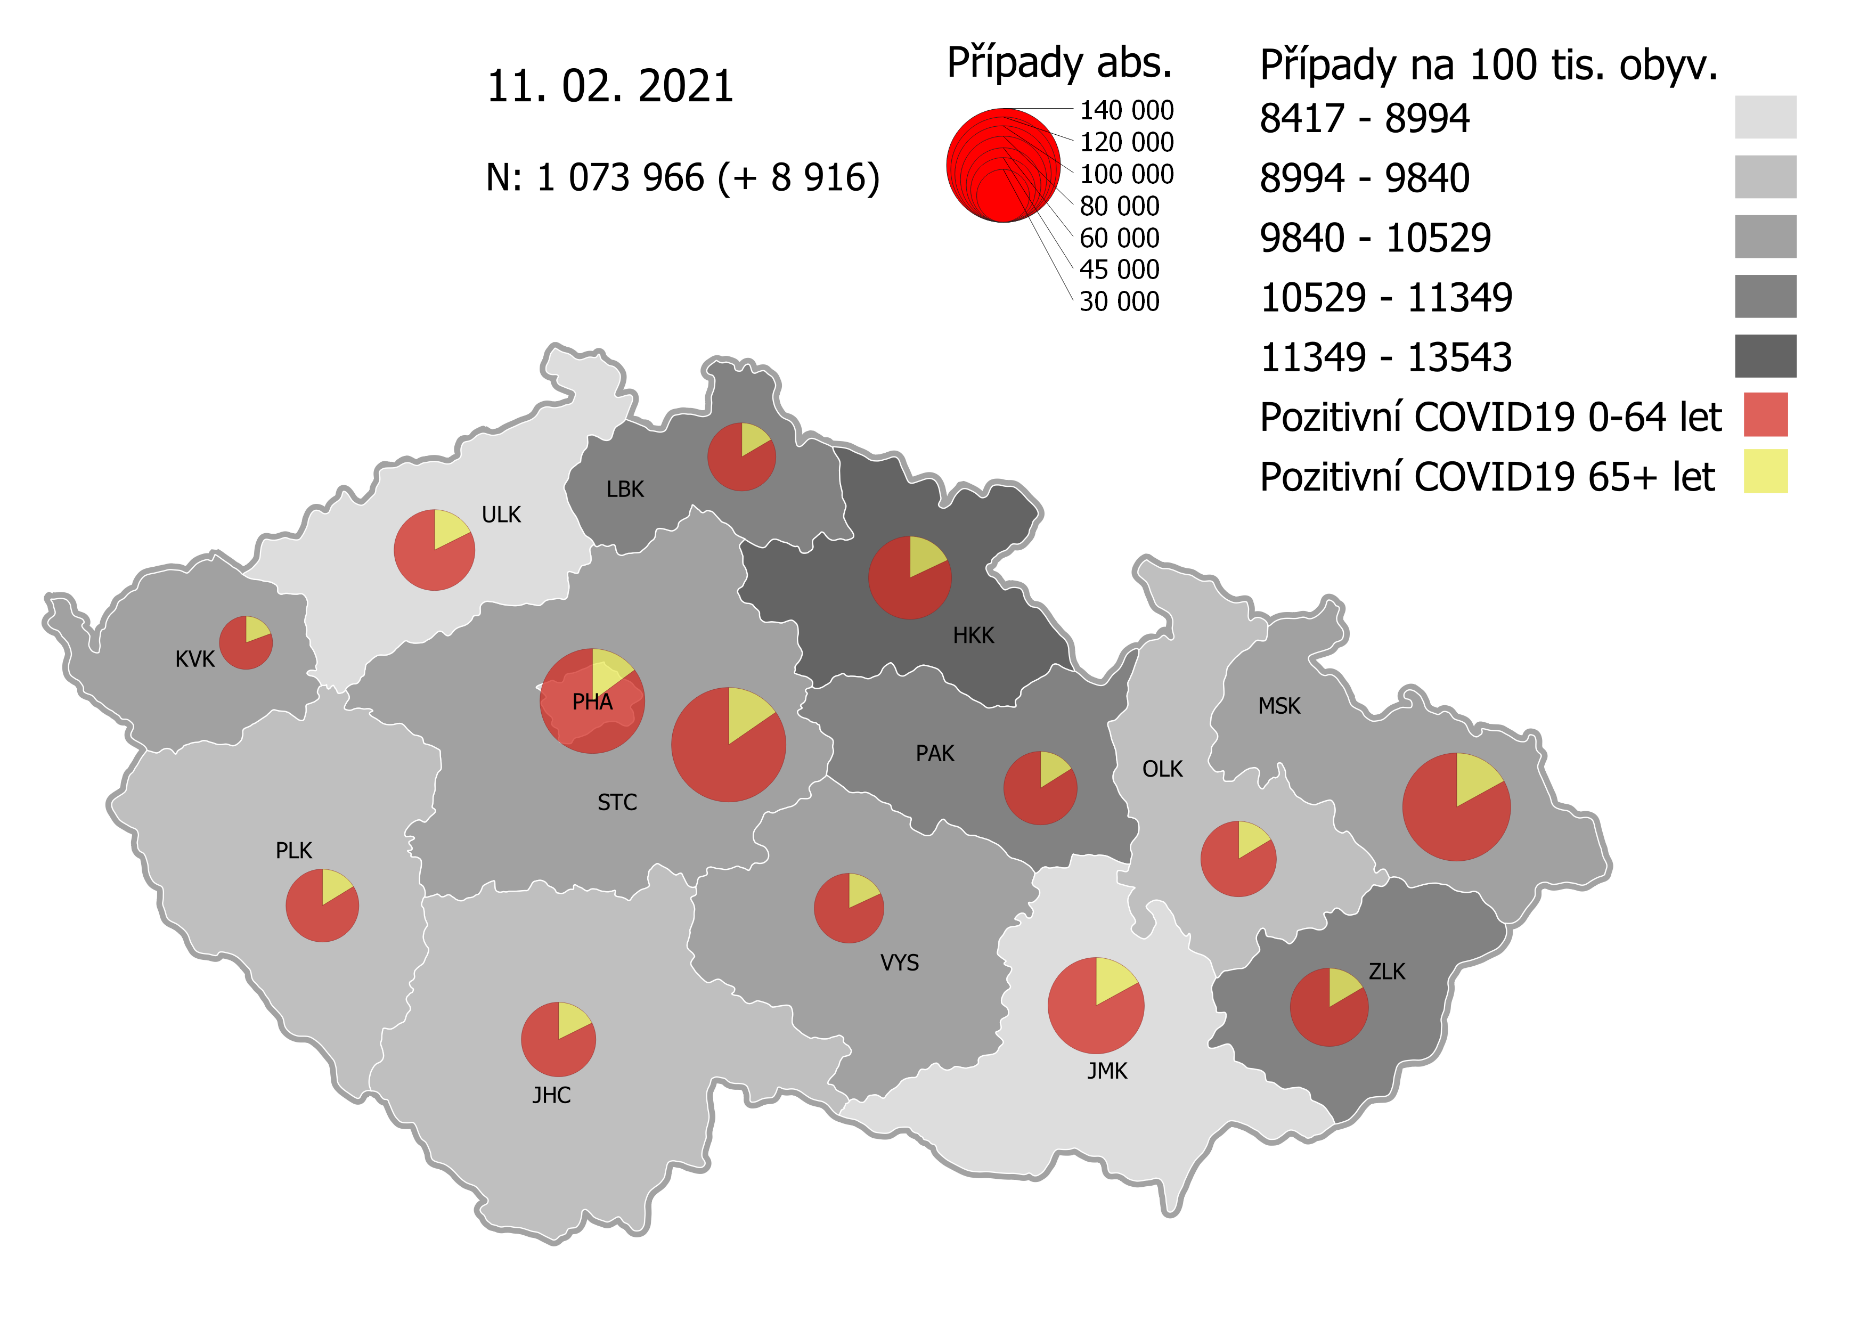 11. 02. 2021
N: 1 073 966 (+ 8 916)
Případy abs.
140 000
120 000
100 000
80 000
60 000
45 000
30 000
Případy na 100 tis. obyv.
8417 - 8994
8994 - 9840
9840 - 10529
10529 - 11349
11349 - 13543
Pozitivní COVID19 0-64 let
Pozitivní COVID19 65+ let
LBK
ULK
HKK
KVK
PHA
MSK
PAK
OLK
STC
PLK
VYS
ZLK
JMK
JHC